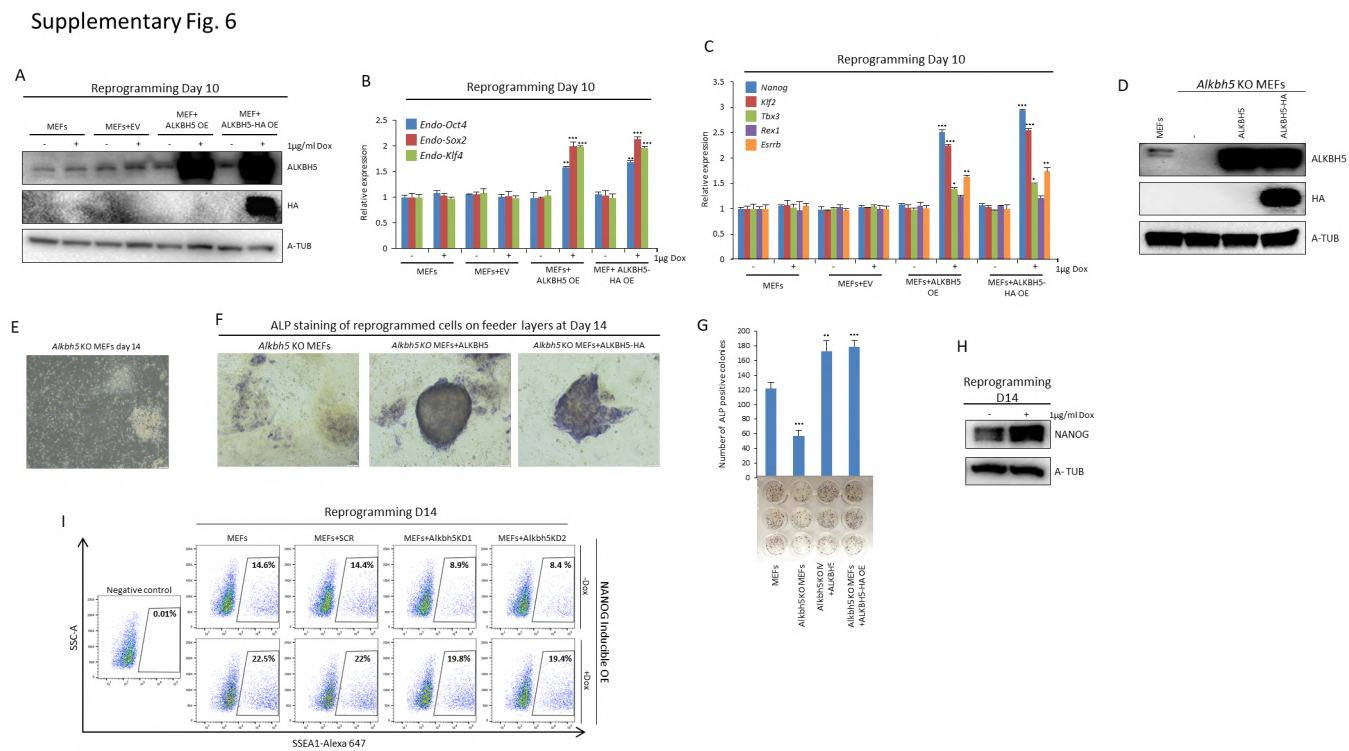 Supplementary Fig. 6
A
Reprogramming Day 10
MEFs
MEFs+EV
MEF+
ALKBH5 OE
MEF+
ALKBH5-HA OE
- + - + - + - +
1µg/ml Dox
ALKBH5
HA
A-TUB
B
Reprogramming Day 10
Relative expression
2.5
2
1.5
1
0.5
0
Endo-Oct4
Endo-Sox2
Endo-Klf4
** *** *** ** *** ***
- + - + - + - +
1µg Dox
MEFs
MEFs+EV
MEFs+
ALKBH5 OE
MEF+ ALKBH5-
HA OE
C
Reprogramming Day 10
Relative expression
3.5
3
2.5
2
1.5
1
0.5
0
Nanog
Klf2
Tbx3
Rex1
Esrrb
*** *** * ** *** *** * **
- + - + - + - +
1µg Dox
MEFs
MEFs+EV
MEFs+ALKBH5
OE
MEFs+ALKBH5-
HA OE
D
Alkbh5 KO MEFs
MEFs
-
ALKBH5
ALKBH5-HA
ALKBH5
HA
A-TUB
E
Alkbh5 KO MEFs day 14
F
ALP staining of reprogrammed cells on feeder layers at Day 14
Alkbh5 KO MEFs
Alkbh5 KO MEFs+ALKBH5
Alkbh5 KO MEFs+ALKBH5-HA
G
Number of ALP positive colonies
200
180
160
140
120
100
80
60
40
20
0
*** ** ***
MEFs
Alkbh5KO MEFs
Alkbh5KO M
+ALKBH5
Alkbh5KO MEFs
+ALKBH5-HA OE
H
Reprogramming
D14
- +
1µg/ml Dox
NANOG
A- TUB
I
Reprogramming D14
MEFs
MEFs+SCR
MEFs+Alkbh5KD1
MEFs+Alkbh5KD2
Negative control
0.01%
14.6%
14.4%
8.9%
8.4 %
-Dox
22.5%
22%
19.8%
19.4%
+Dox
NANOG Inducible OE
SSC-A
SSEA1-Alexa 647